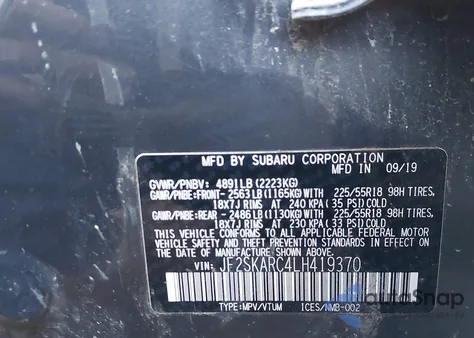 MFD BY SUBARU CORPORATION
MFD IN 09/19
GVWR/PNBV: 4891LB (2223KG)
GAWR/PNBE:FRONT-2563LB(1165KG)WITH 225/55R18 98H TIRES,
18X7J RIMS AT 240 KPA(35 PSI)COLD.
GAWR/PNBE:REAR -2486LB(1130KG)WITH 225/55R18 98H TIRES,
18X7J RIMS AT 230 KPA(33 PSI)COLD.
THIS VEHICLE CONFORMS TO ALL APPLICABLE FEDERAL MOTOR
VEHICLE SAFETY AND THEFT PREVENTION STANDARDS IN EFFECT ON
THE DATE OF MANUFACTURE SHOWN ABOVE.
VIN: JF2SKARC4LH419370
TYPE:MPV/VTUM ICES/NMB-002
autoSnap